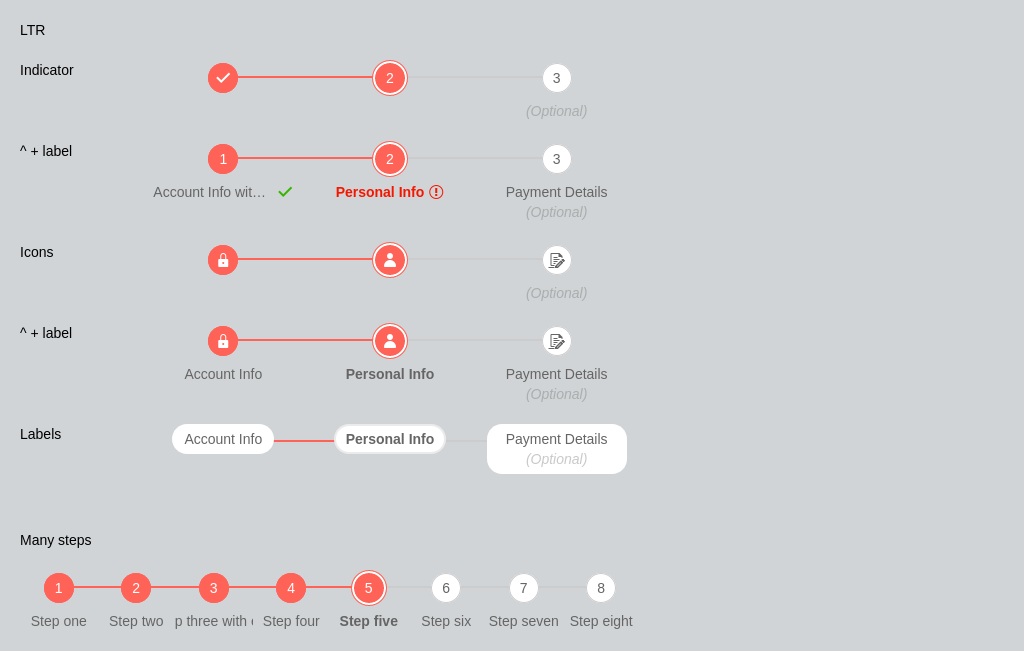 LTR
Indicator
2
3
(Optional)
^ + label
1
2
3
Account Info wit…
Personal Info
Payment Details
(Optional)
Icons
(Optional)
^ + label
Account Info
Personal Info
Payment Details
(Optional)
Labels
Account Info
Personal Info
Payment Details
(Optional)
Many steps
1 2 3 4 5 6 7 8
Step one
Step two
p three with
Step four
Step five
Step six
Step seven
Step eight